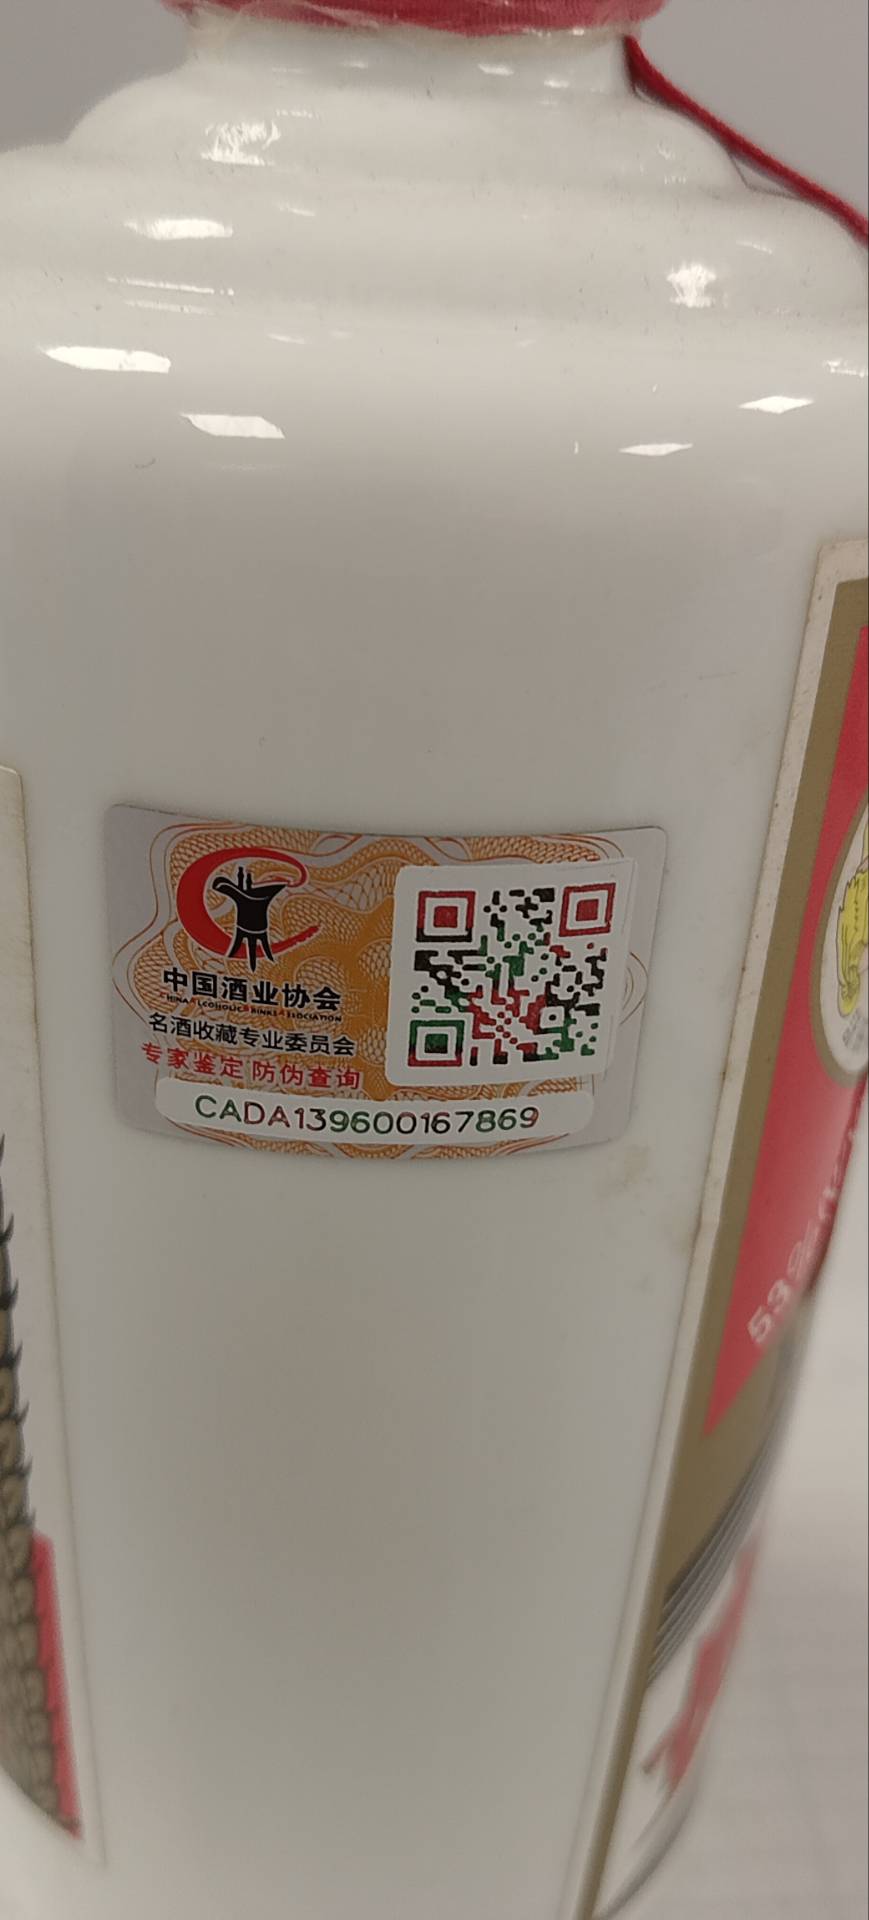 中国酒业协会
CHINA ALCOHOLIC DRINKS ASSOCIATION
名酒收藏专业委员会
专家鉴定 防伪查询
CADA139600167869
53%